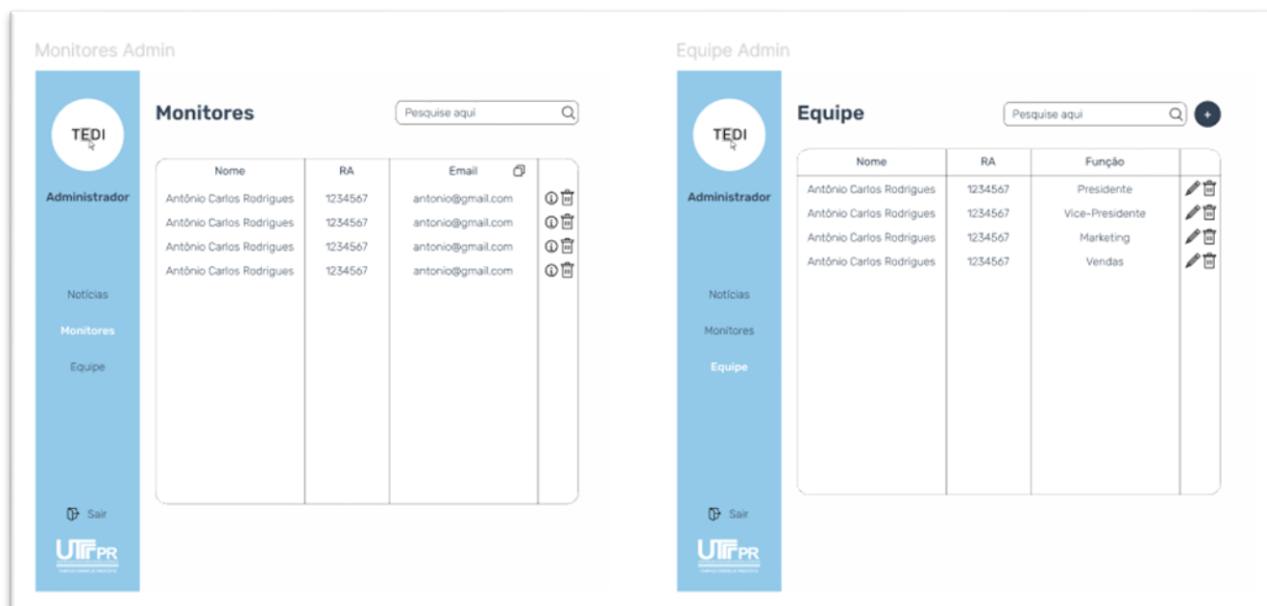 Monitores Admin
TEDI
Administrador
Notícias
Monitores
Equipe
Sair
UTFPR
Monitores
Pesquise aqui
Nome RA Email
Antônio Carlos Rodrigues 1234567 antonio@gmail.com
Antônio Carlos Rodrigues 1234567 antonio@gmail.com
Antônio Carlos Rodrigues 1234567 antonio@gmail.com
Antônio Carlos Rodrigues 1234567 antonio@gmail.com
Equipe Admin
TEDI
Administrador
Notícias
Monitores
Equipe
Sair
UTFPR
Equipe
Pesquise aqui
+
Nome RA Função
Antônio Carlos Rodrigues 1234567 Presidente
Antônio Carlos Rodrigues 1234567 Vice-Presidente
Antônio Carlos Rodrigues 1234567 Marketing
Antônio Carlos Rodrigues 1234567 Vendas